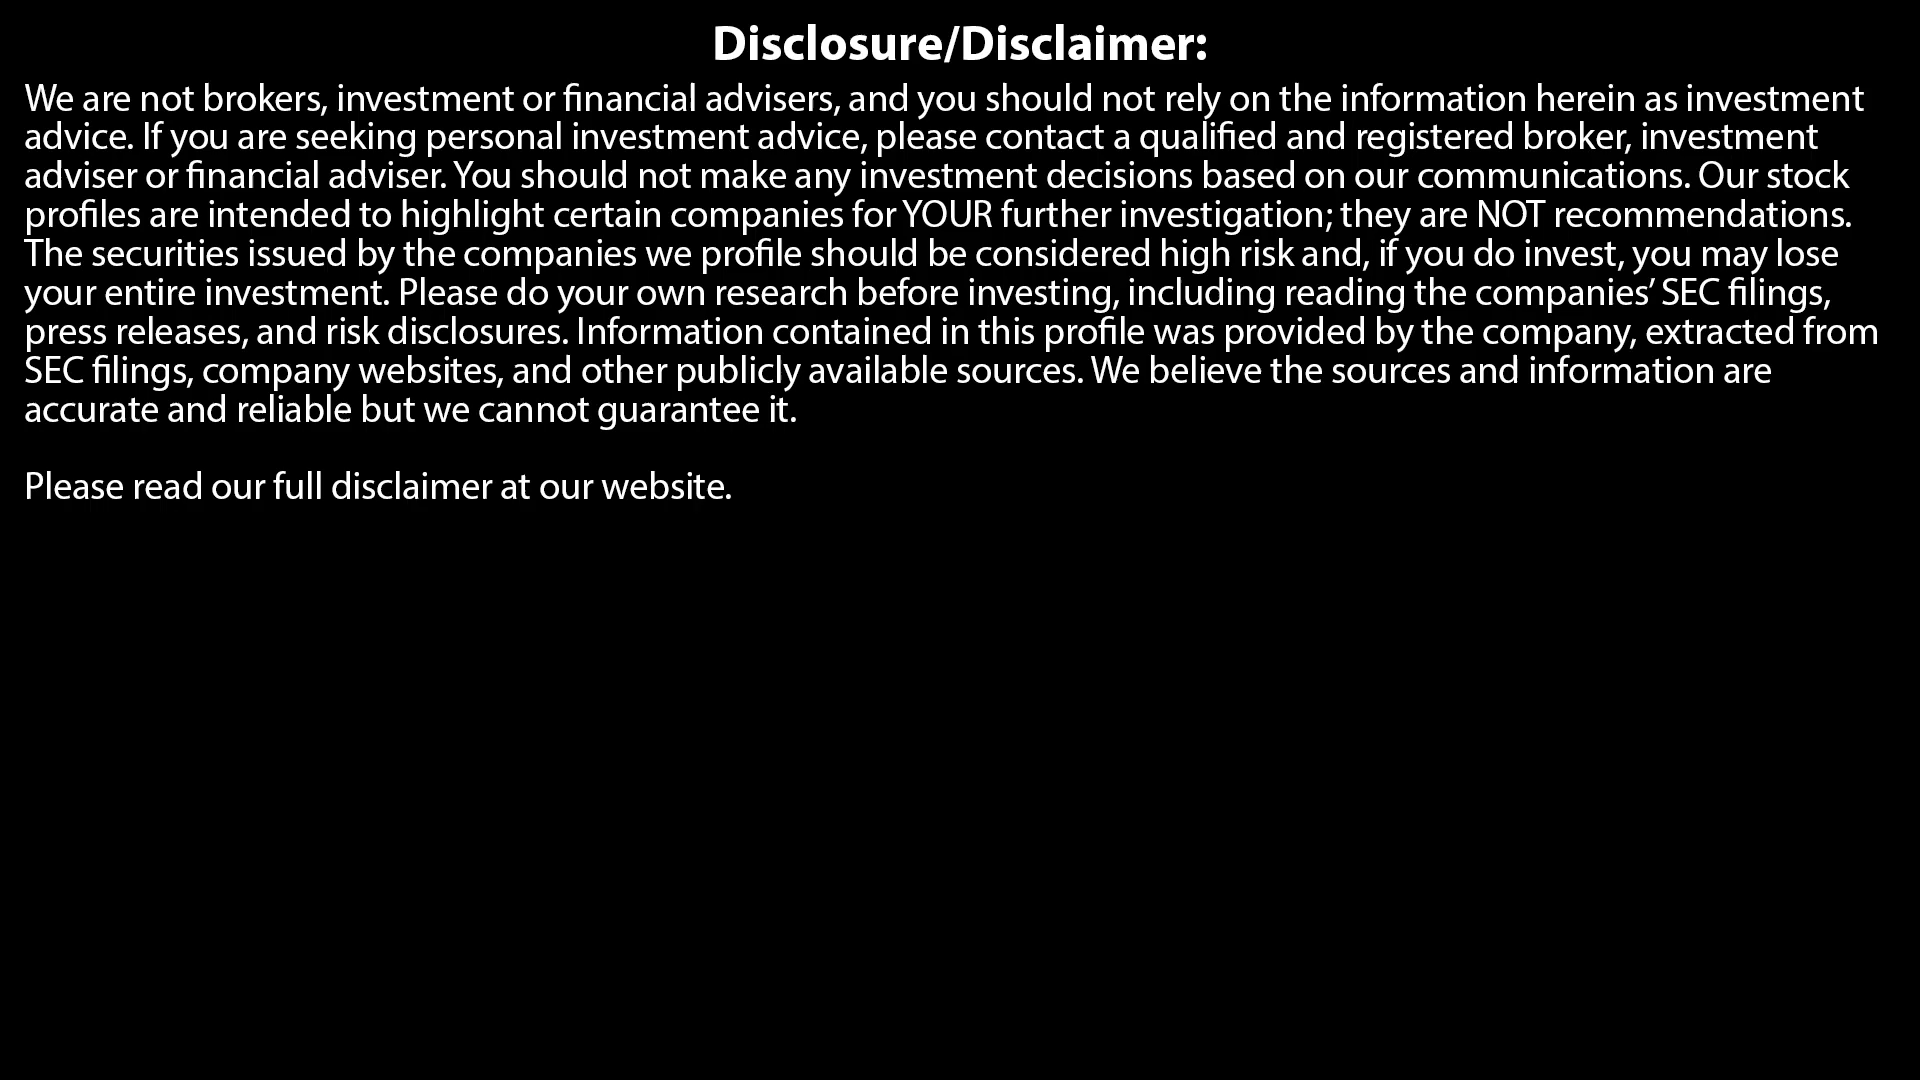 Disclosure/Disclaimer:
We are not brokers, investment or financial advisers, and you should not rely on the information herein as investment
advice. If you are seeking personal investment advice, please contact a qualified and registered broker, investment
adviser or financial adviser. You should not make any investment decisions based on our communications. Our stock
profiles are intended to highlight certain companies for YOUR further investigation; they are NOT recommendations.
The securities issued by the companies we profile should be considered high risk and, if you do invest, you may lose
your entire investment. Please do your own research before investing, including reading the companies’ SEC filings,
press releases, and risk disclosures. Information contained in this profile was provided by the company, extracted from
SEC filings, company websites, and other publicly available sources. We believe the sources and information are
accurate and reliable but we cannot guarantee it.
Please read our full disclaimer at our website.